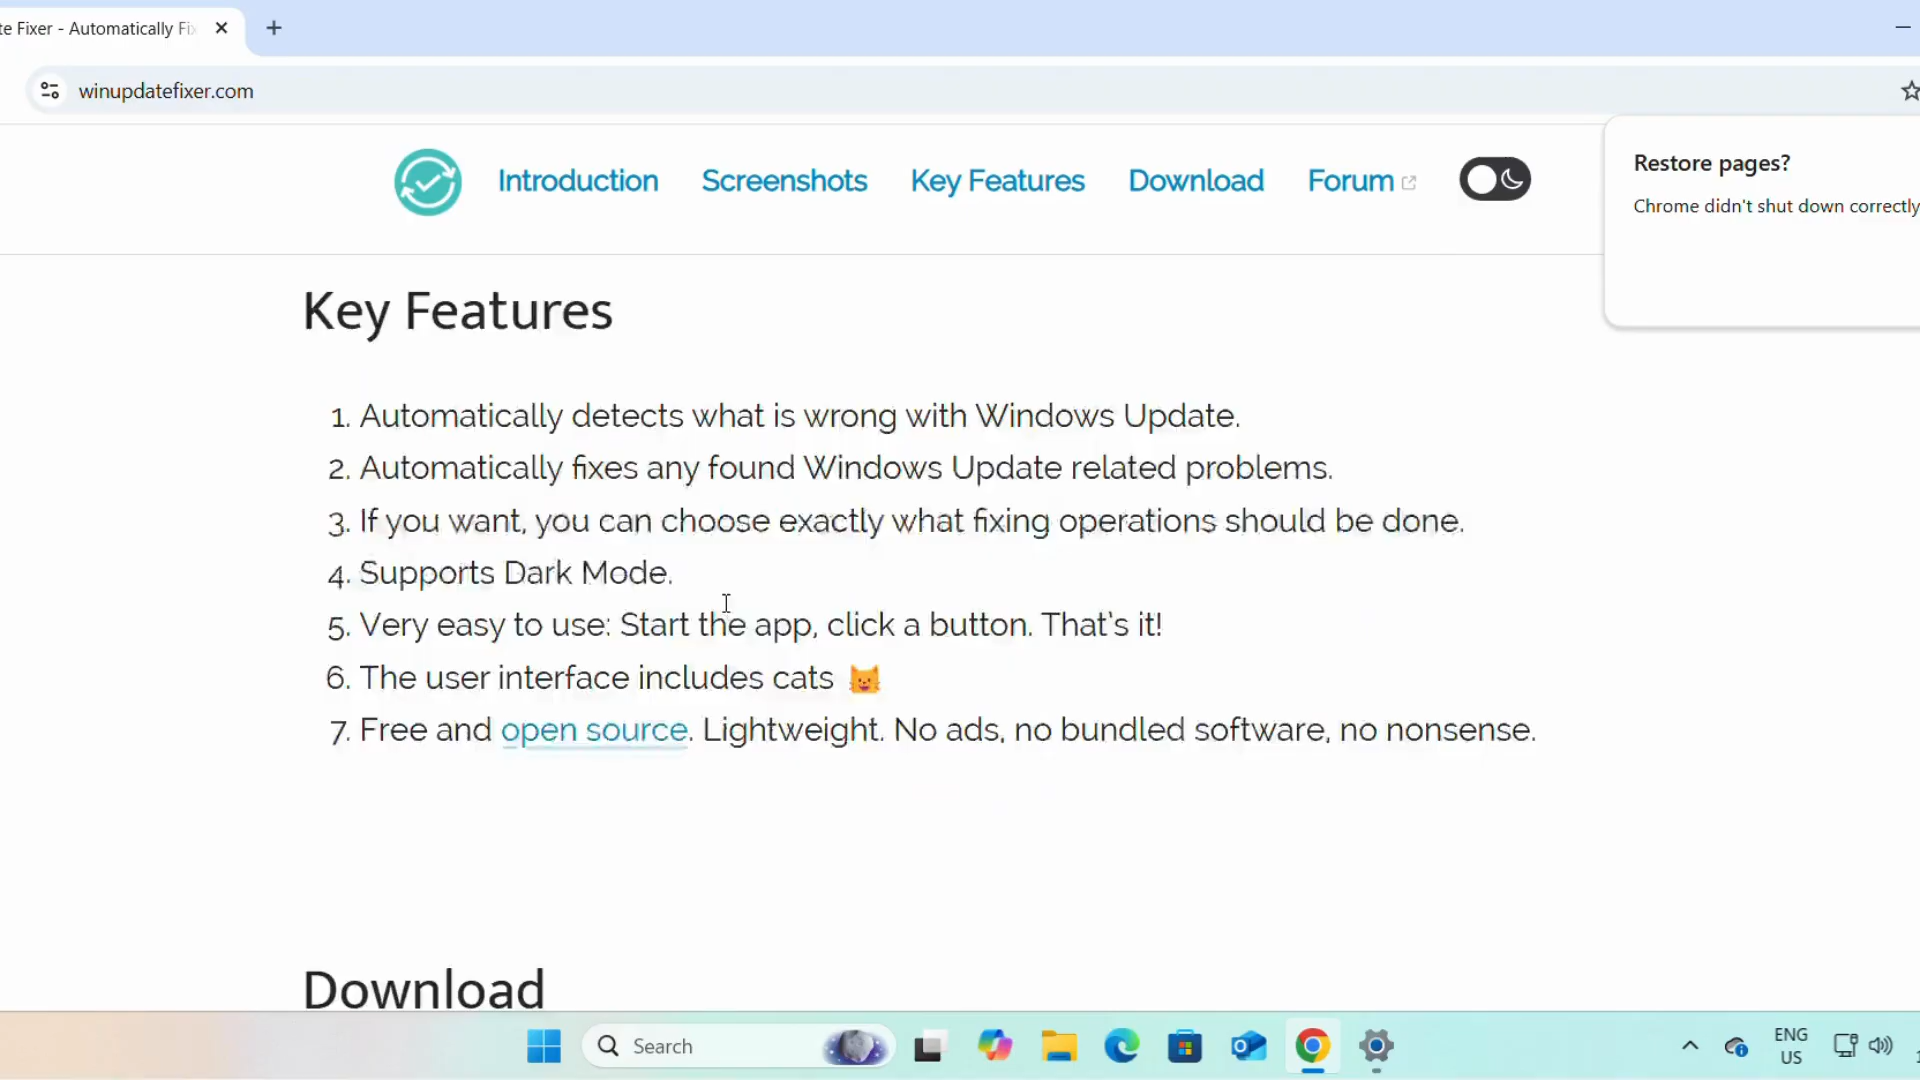 te Fixer - Automatically Fix
winupdatefixer.com
Introduction
Screenshots
Key Features
Download
Forum
Restore pages?
Chrome didn't shut down correctly
Key Features
1. Automatically detects what is wrong with Windows Update.
2. Automatically fixes any found Windows Update related problems.
3. If you want, you can choose exactly what fixing operations should be done.
4. Supports Dark Mode.
5. Very easy to use: Start the app, click a button. That's it!
6. The user interface includes cats 😺
7. Free and open source. Lightweight. No ads, no bundled software, no nonsense.
Download
Search
ENG
US